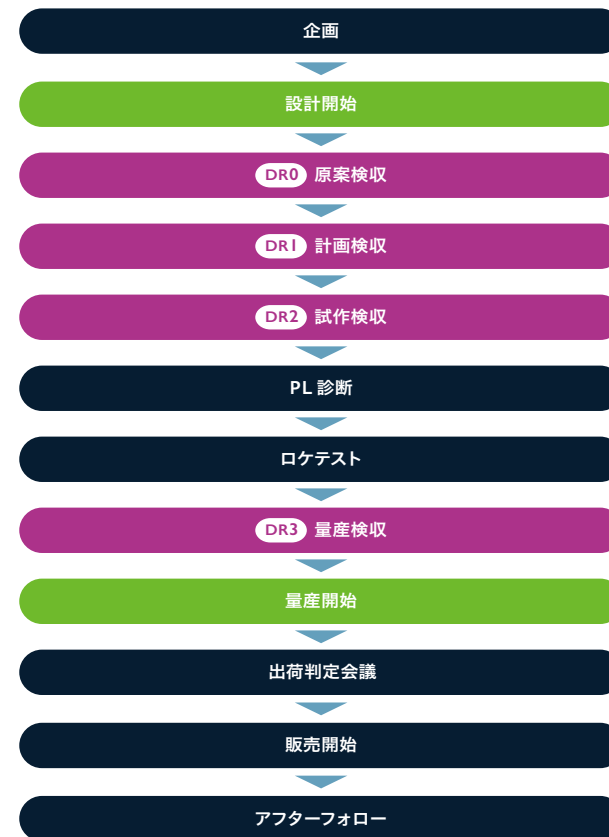 企画
設計開始
DR0 原案検収
DR1 計画検収
DR2 試作検収
PL 診断
ロケテスト
DR3 量産検収
量産開始
出荷判定会議
販売開始
アフターフォロー